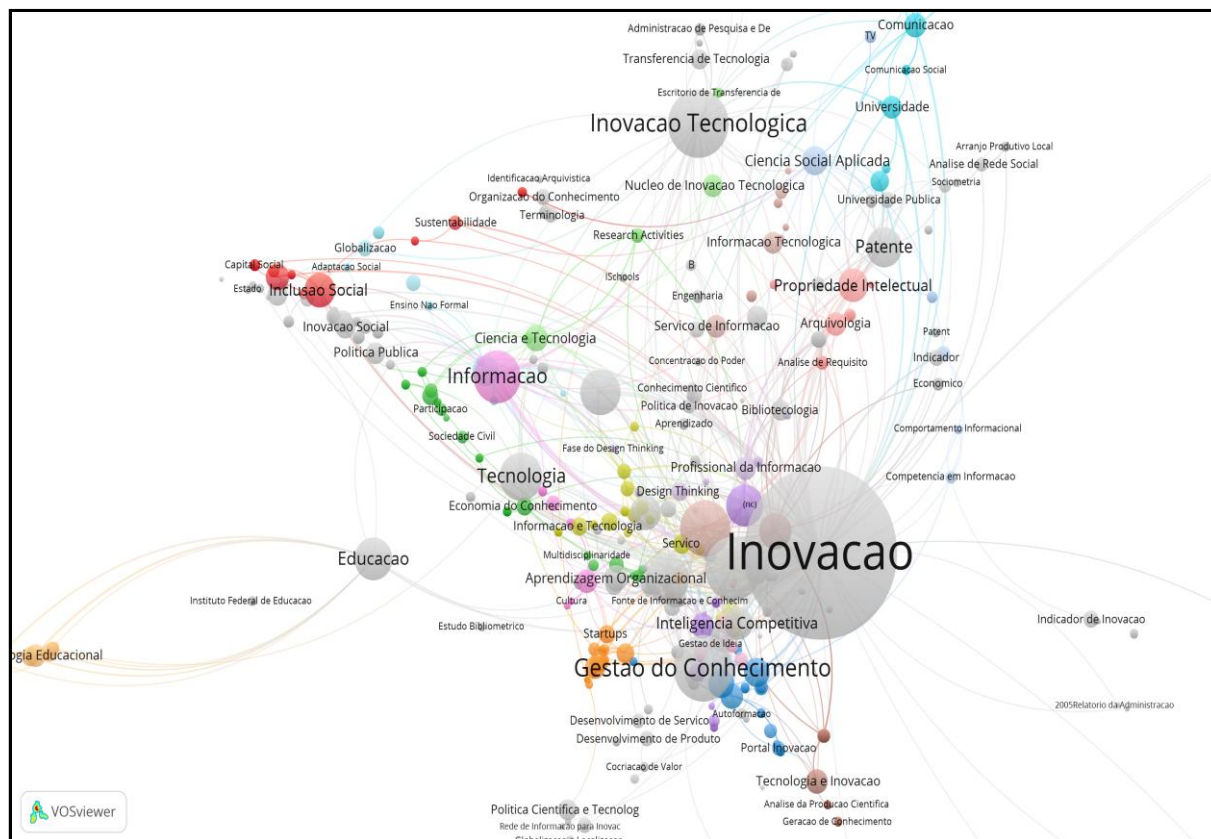 Comunicacao
Administracao de Pesquisa e De
TV
Transferencia de Tecnologia
Comunicacao Social
Escritorio de Transferencia de
Universidade
Inovacao Tecnologica
Arranjo Produtivo Local
Ciencia Social Aplicada
Analise de Rede Social
Identificacao Arquivistica
Nucleo de Inovacao Tecnologica
Sociometria
Organizacao do Conhecimento
Universidade Publica
Terminologia
Sustentabilidade
Research Activities
Informacao Tecnologica
Patente
Globalizacao
Capital Social
Adaptacao Social
B
iSchools
Estado
Inclusao Social
Propriedade Intelectual
Engenharia
Ensino Nao Formal
Inovacao Social
Servico de Informacao
Arquivologia
Patent
Ciencia e Tecnologia
Politica Publica
Indicador
Concentracao do Poder
Analise de Requisito
Informacao
Conhecimento Cientifico
Economico
Politica de Inovacao
Participacao
Bibliotecologia
Aprendizado
Comportamento Informacional
Sociedade Civil
Fase do Design Thinking
Profissional da Informacao
Tecnologia
Competencia em Informacao
Design Thinking
Economia do Conhecimento
(nc)
Informacao e Tecnologia
Servico
Inovacao
Multidisciplinaridade
Educacao
Aprendizagem Organizacional
Instituto Federal de Educacao
Cultura
Fonte de Informacao e Conhecim
Indicador de Inovacao
Estudo Bibliometrico
Inteligencia Competitiva
Startups
Gestao de Ideia
ogia Educacional
Gestao do Conhecimento
2005Relatorio da Administracao
Autoformacao
Desenvolvimento de Servico
Desenvolvimento de Produto
Portal Inovacao
Cocriacao de Valor
Tecnologia e Inovacao
Analise da Producao Cientifica
Politica Cientifica e Tecnolog
Geracao de Conhecimento
Rede de Informacao para Inovac
VOSviewer